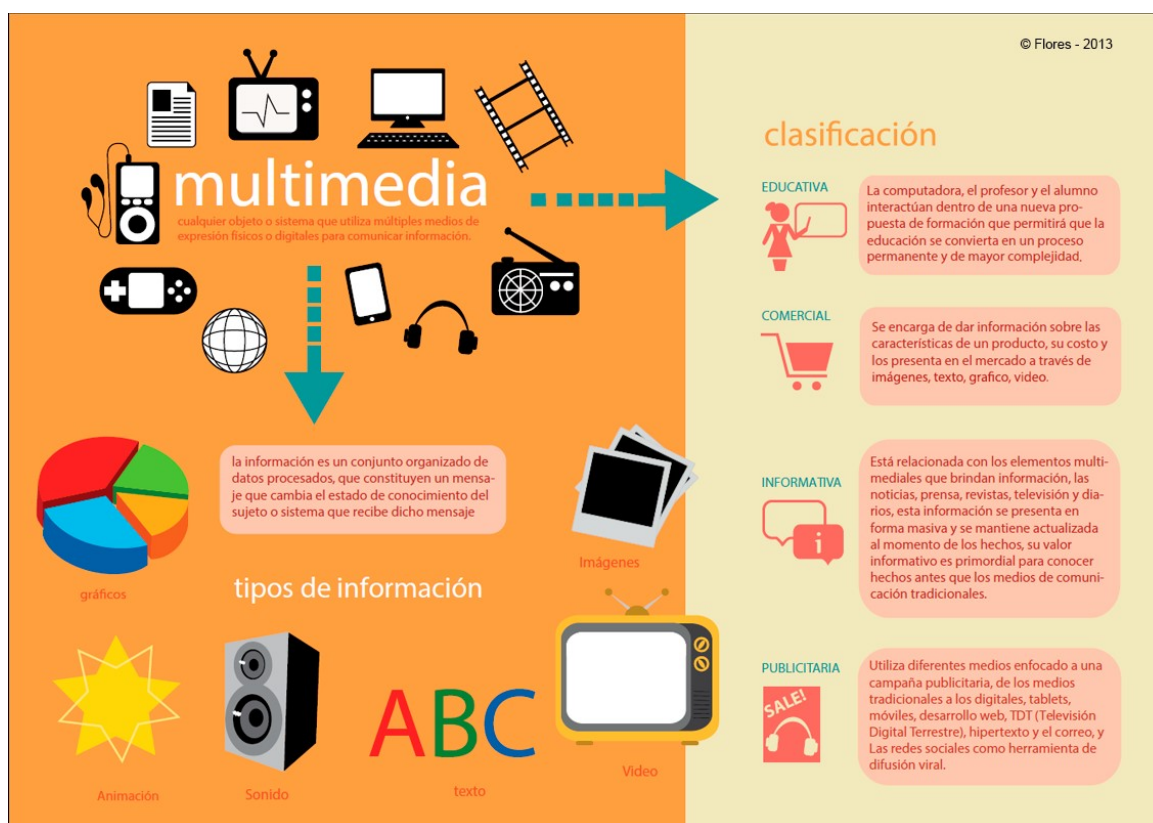 © Flores - 2013
multimedia
cualquier objeto o sistema que utiliza múltiples medios de
expresión físicos o digitales para comunicar información.
la información es un conjunto organizado de
datos procesados, que constituyen un mensa-
je que cambia el estado de conocimiento del
sujeto o sistema que recibe dicho mensaje
tipos de información
gráficos
Imágenes
Animación
Sonido
ABC
texto
Video
clasificación
EDUCATIVA
La computadora, el profesor y el alumno
interactúan dentro de una nueva pro-
puesta de formación que permitirá que la
educación se convierta en un proceso
permanente y de mayor complejidad.
COMERCIAL
Se encarga de dar información sobre las
características de un producto, su costo y
los presenta en el mercado a través de
imágenes, texto, grafico, video.
INFORMATIVA
i
Está relacionada con los elementos multi-
mediales que brindan información, las
noticias, prensa, revistas, televisión y dia-
rios, esta información se presenta en
forma masiva y se mantiene actualizada
al momento de los hechos, su valor
informativo es primordial para conocer
hechos antes que los medios de comuni-
cación tradicionales.
PUBLICITARIA
SALE!
Utiliza diferentes medios enfocado a una
campaña publicitaria, de los medios
tradicionales a los digitales, tablets,
móviles, desarrollo web, TDT (Televisión
Digital Terrestre), hipertexto y el correo, y
Las redes sociales como herramienta de
difusión viral.